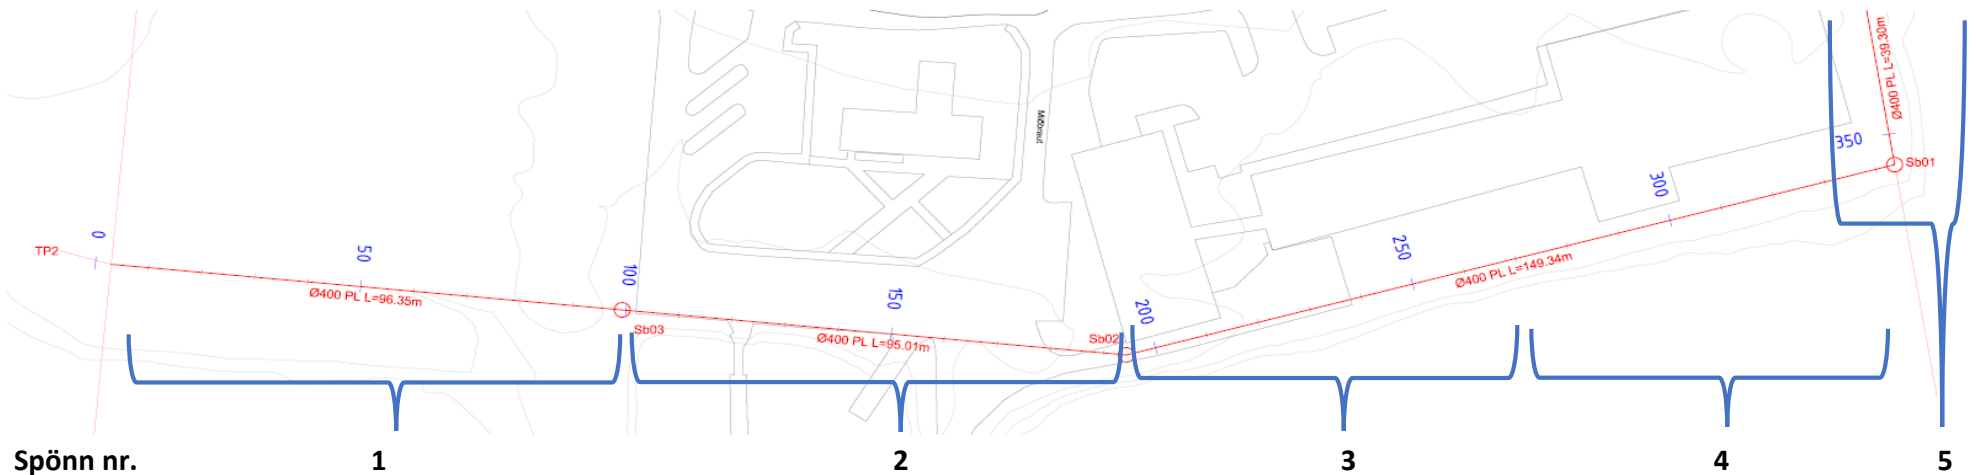 Ø400 PL L=39.30m
Móbraut
350
Sb01
300
0
TP2
50
250
Ø400 PL L=149.34m
100
150
200
Ø400 PL L=96.35m
Sb03
Ø400 PL L=95.01m
Sb02
Spönn nr. 1 2 3 4 5